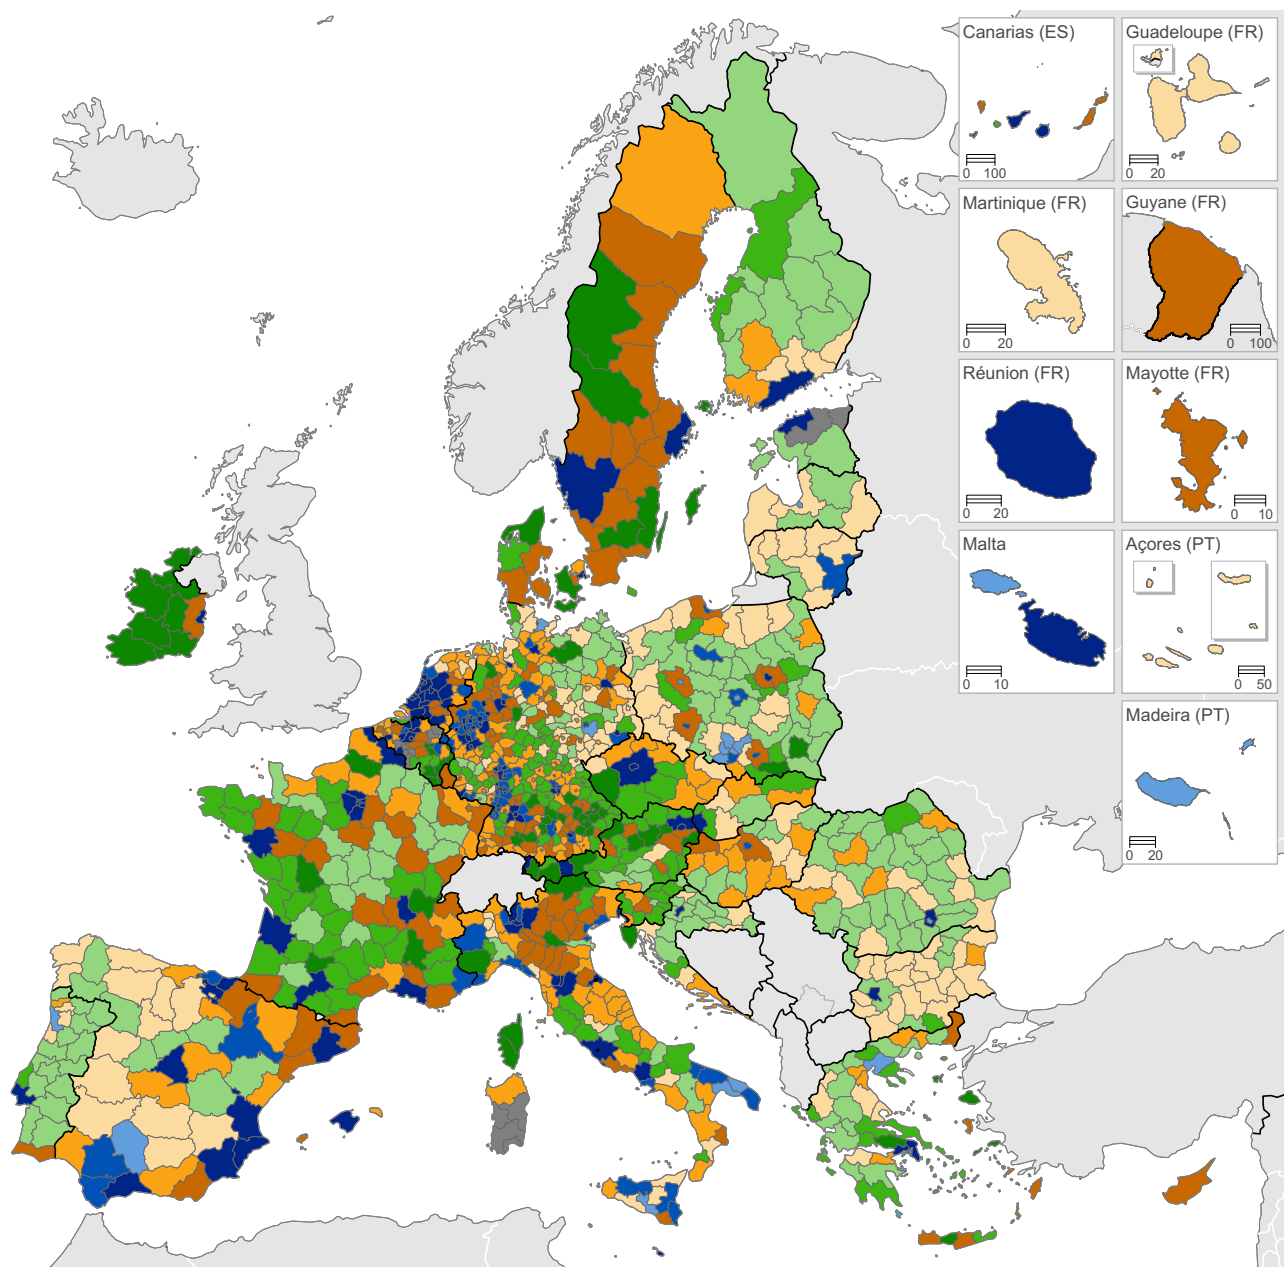 Canarias (ES)
0 100
Guadeloupe (FR)
0 20
Martinique (FR)
0 20
Guyane (FR)
0 100
Réunion (FR)
0 20
Mayotte (FR)
0 10
Malta
0 10
Açores (PT)
0 50
Madeira (PT)
0 20